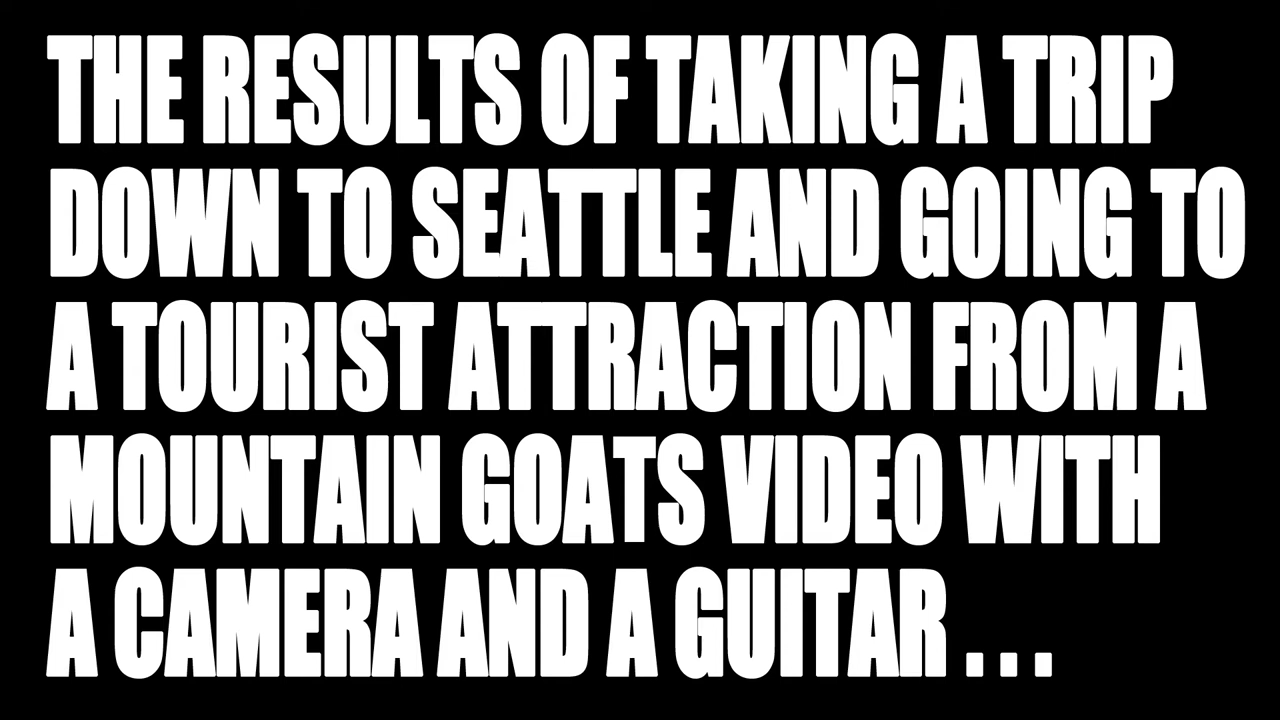 THE RESULTS OF TAKING A TRIP
DOWN TO SEATTLE AND GOING TO
A TOURIST ATTRACTION FROM A
MOUNTAIN GOATS VIDEO WITH
A CAMERA AND A GUITAR . . .